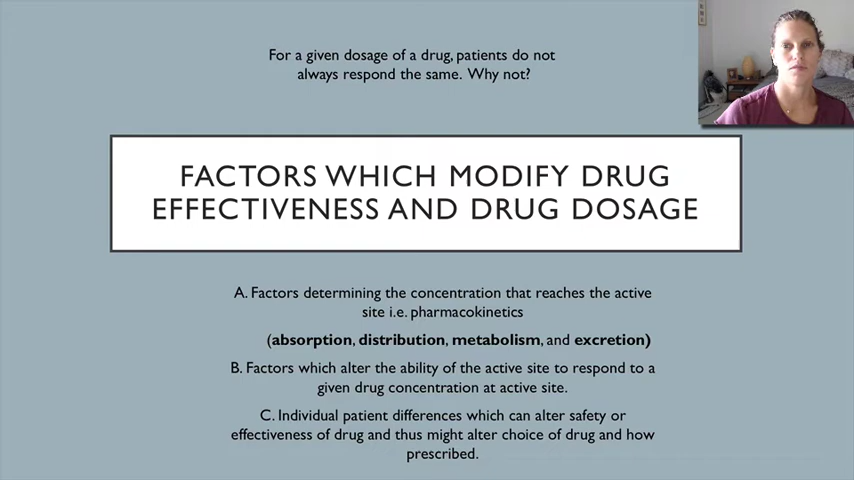 For a given dosage of a drug, patients do not
always respond the same. Why not?
FACTORS WHICH MODIFY DRUG
EFFECTIVENESS AND DRUG DOSAGE
A. Factors determining the concentration that reaches the active
site i.e. pharmacokinetics
(absorption, distribution, metabolism, and excretion)
B. Factors which alter the ability of the active site to respond to a
given drug concentration at active site.
C. Individual patient differences which can alter safety or
effectiveness of drug and thus might alter choice of drug and how
prescribed.